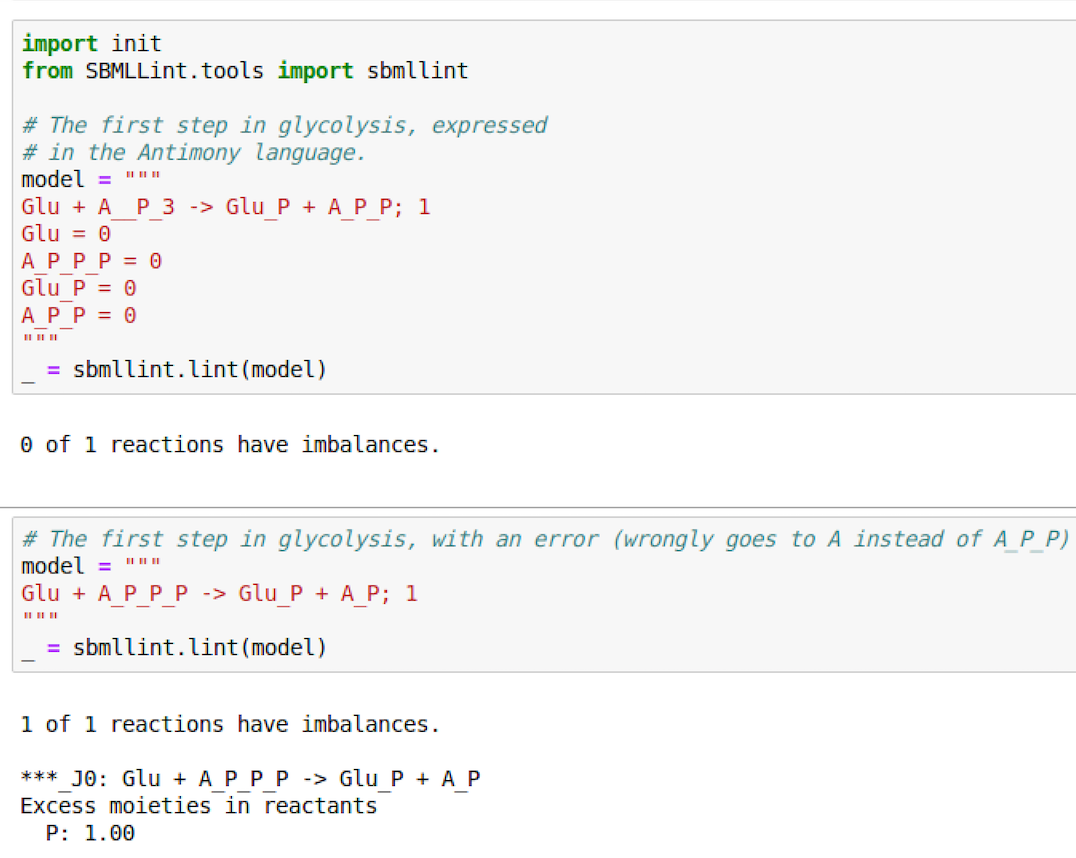 import init
from SBMLLint.tools import sbmllint
# The first step in glycolysis, expressed
# in the Antimony language.
model = """
Glu + A__P_3 -> Glu_P + A_P_P; 1
Glu = 0
A_P_P_P = 0
Glu_P = 0
A_P_P = 0
"""
_ = sbmllint.lint(model)
0 of 1 reactions have imbalances.
# The first step in glycolysis, with an error (wrongly goes to A instead of A_P_P)
model = """
Glu + A_P_P_P -> Glu_P + A_P; 1
"""
_ = sbmllint.lint(model)
1 of 1 reactions have imbalances.
***_J0: Glu + A_P_P_P -> Glu_P + A_P
Excess moieties in reactants
P: 1.00